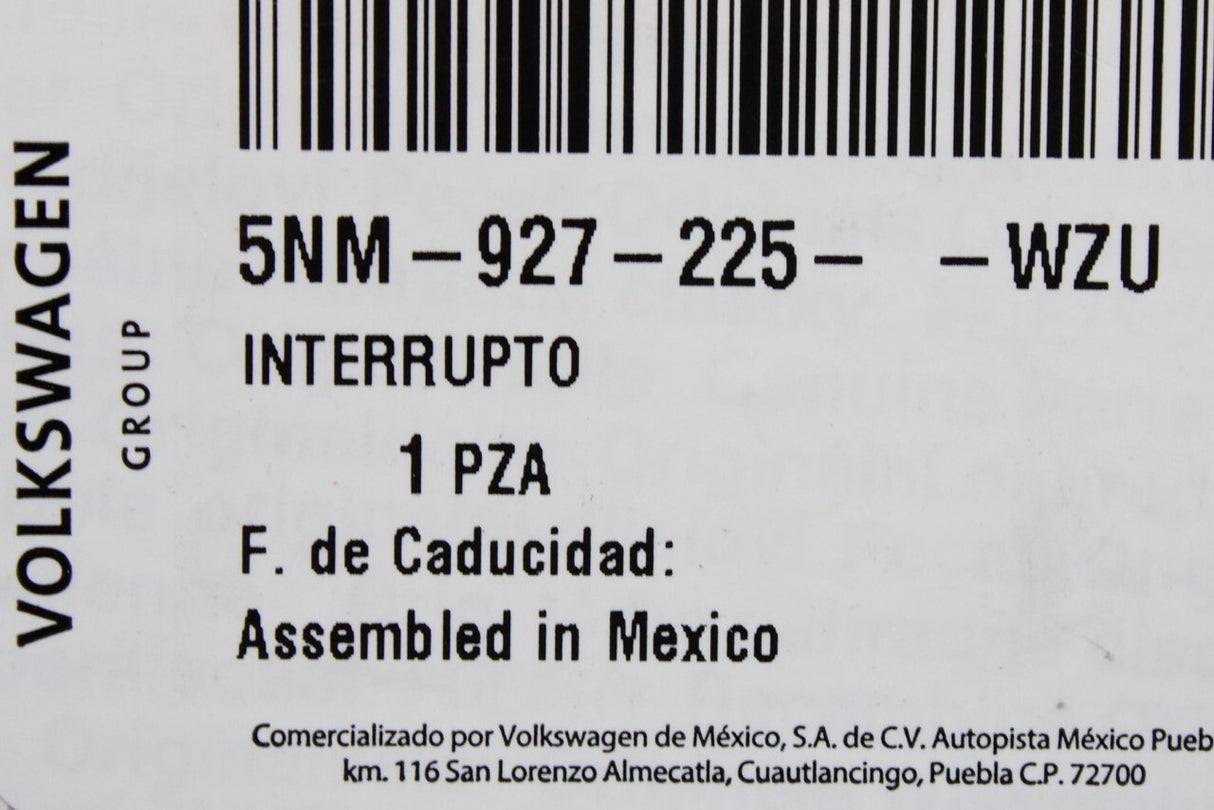 VOLKSWAGEN
GROUP
5NM-927-225- -WZU
INTERRUPTO
1 PZA
F. de Caducidad:
Assembled in Mexico
Comercializado por Volkswagen de México, S.A. de C.V. Autopista México Pueb
km. 116 San Lorenzo Almecatla, Cuautlancingo, Puebla C.P. 72700